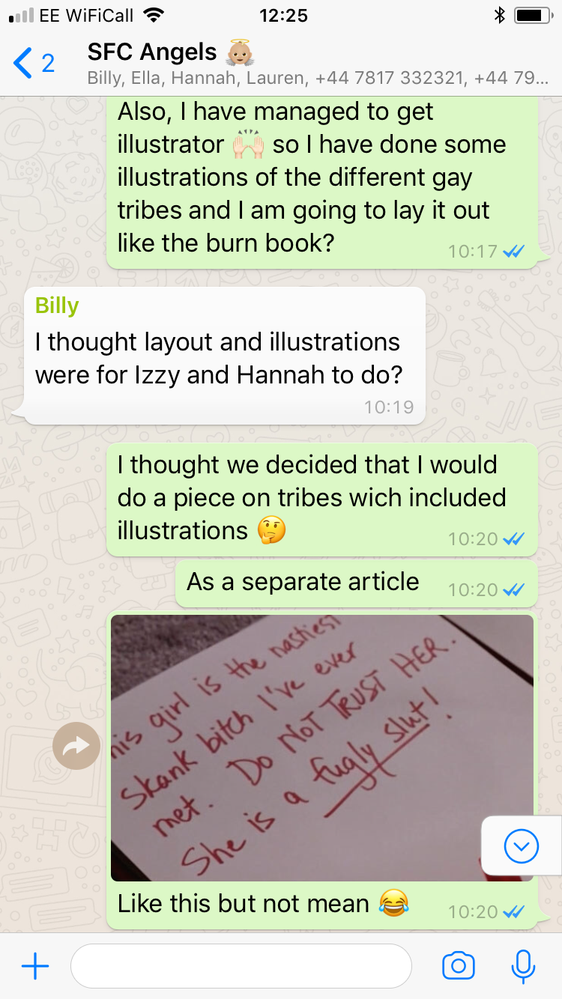 EE WiFiCall
12:25
2
SFC Angels
Billy, Ella, Hannah, Lauren, +44 7817 332321, +44 79...
Also, I have managed to get
illustrator 🙌🏻 so I have done some
illustrations of the different gay
tribes and I am going to lay it out
like the burn book?
10:17
Billy
I thought layout and illustrations
were for Izzy and Hannah to do?
10:19
I thought we decided that I would
do a piece on tribes wich included
illustrations 🤔
10:20
As a separate article
10:20
his girl is the nastiest
skank bitch I've ever
met. DO NOT TRUST HER.
She is a fugly slut!
Like this but not mean 😂
10:20